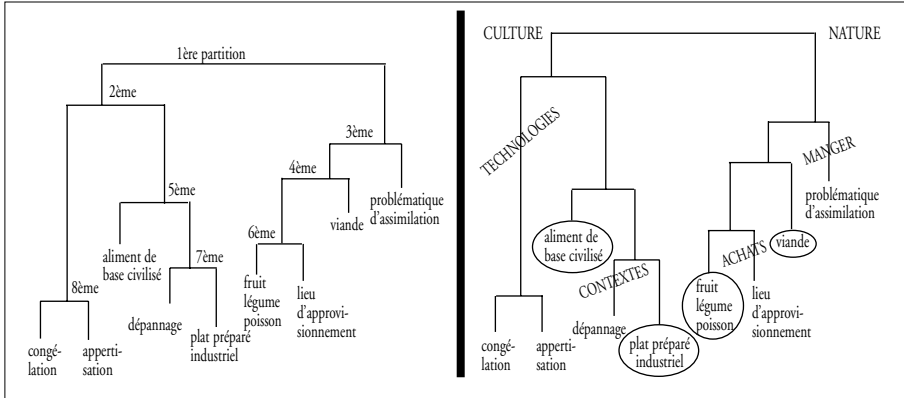 1ère partition
2ème
3ème
4ème
problématique
d'assimilation
viande
5ème
6ème
aliment de
base civilisé
7ème
fruit
légume
poisson
lieu
d'approvi-
sionnement
8ème
dépannage
plat préparé
industriel
congé-
lation
apperti-
sation
CULTURE
NATURE
TECHNOLOGIES
MANGER
problématique
d'assimilation
aliment de
base civilisé
viande
ACHATS
CONTEXTES
fruit
légume
poisson
lieu
d'approvi-
sionnement
dépannage
plat préparé
industriel
congé-
lation
apperti-
sation